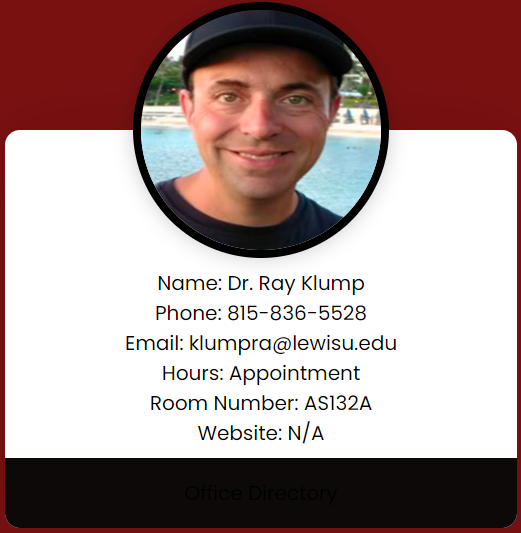 Name: Dr. Ray Klump
Phone: 815-836-5528
Email: klumpra@lewisu.edu
Hours: Appointment
Room Number: AS132A
Website: N/A
Office Directory